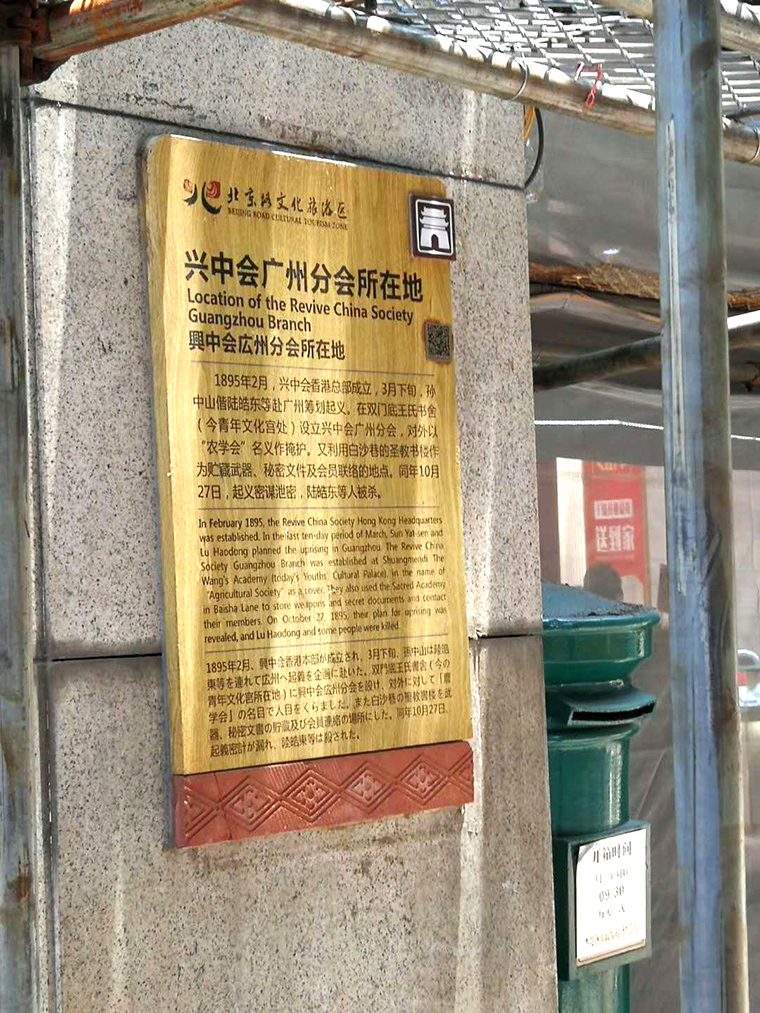 北京路文化旅游区
BEIJING ROAD CULTURAL TOURISM ZONE
兴中会广州分会所在地
Location of the Revive China Society
Guangzhou Branch
興中会広州分会所在地
1895年2月，兴中会香港总部成立，3月下旬，孙
中山偕陆皓东等赴广州筹划起义。在双门底王氏书舍
（今青年文化宫处）设立兴中会广州分会，对外以
“农学会”名义作掩护。又利用白沙巷的圣教书楼作
为贮藏武器、秘密文件及会员联络的地点。同年10月
27日，起义密谋泄密，陆皓东等人被杀。
In February 1895, the Revive China Society Hong Kong Headquarters
was established. In the last ten-day period of March, Sun Yat-sen and
Lu Haodong planned the uprising in Guangzhou. The Revive China
Society Guangzhou Branch was established at Shuangmendi The
Wang's Academy (today's Youths' Cultural Palace), in the name of
"Agricultural Society" as a cover. They also used the Sacred Academy
in Baisha Lane to store weapons and secret documents and contact
their members. On October 27, 1895, their plan for uprising was
revealed, and Lu Haodong and some people were killed.
1895年2月、興中会香港本部が成立され、3月下旬、孫中山は陸皓
東等を連れて広州へ起義を企画に赴いた。双門底王氏書舎（今の
青年文化宮所在地）に興中会広州分会を設け、対外に対して「農
学会」の名目で人目をくらました。また白沙巷の聖教書楼を武
器、秘密文書の貯蔵及び会員連絡の場所にした。同年10月27日、
起義密計が漏れ、陸皓東等は殺された。
送到家
开箱时间
09 30